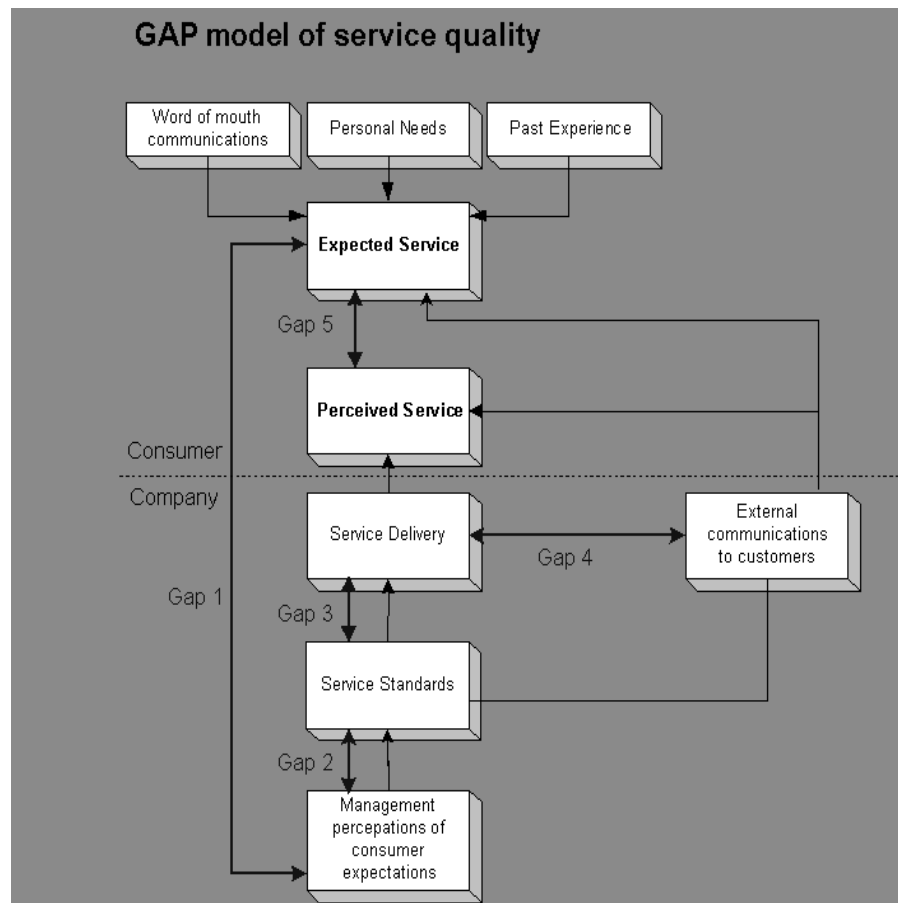 GAP model of service quality
Word of mouth
communications
Personal Needs
Past Experience
Expected Service
Gap 5
Perceived Service
Consumer
Company
Service Delivery
Gap 4
External
communications
to customers
Gap 1
Gap 3
Service Standards
Gap 2
Management
percepations of
consumer
expectations